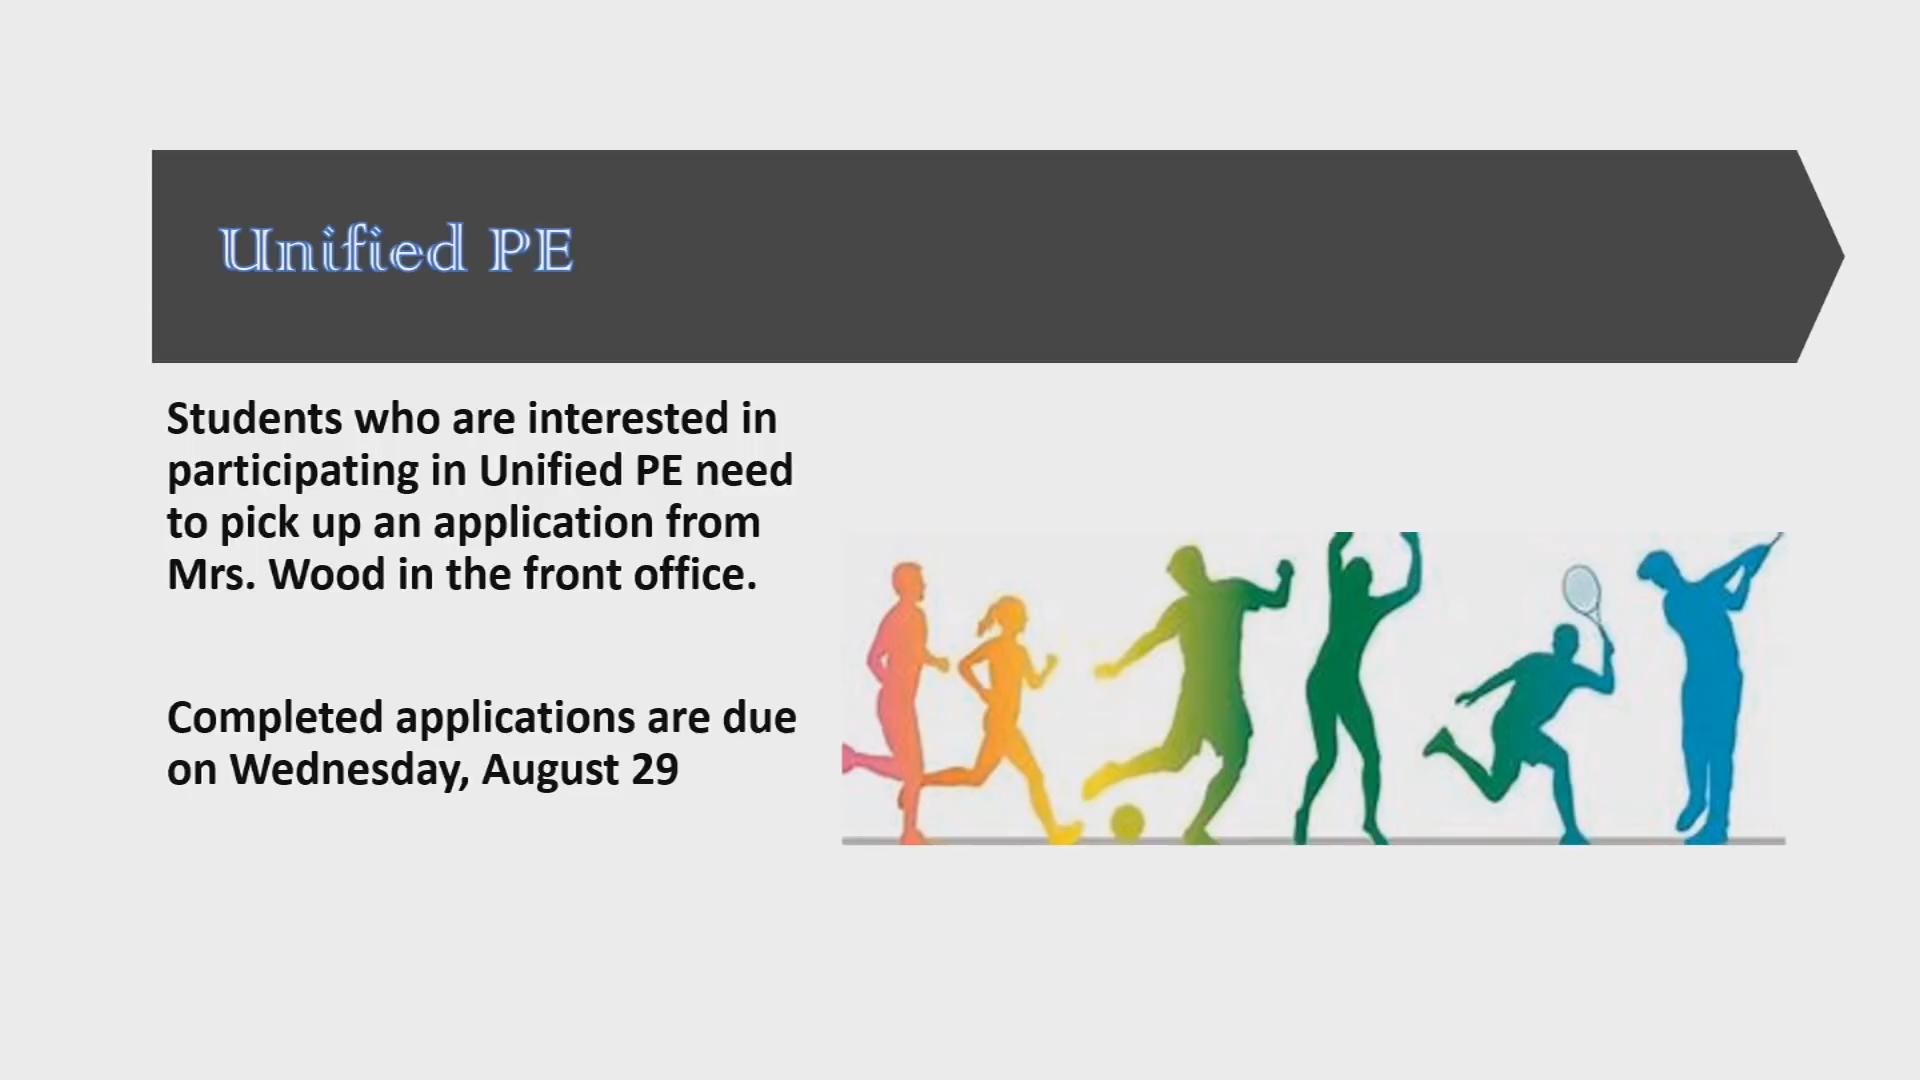 Unified PE
Students who are interested in
participating in Unified PE need
to pick up an application from
Mrs. Wood in the front office.
Completed applications are due
on Wednesday, August 29